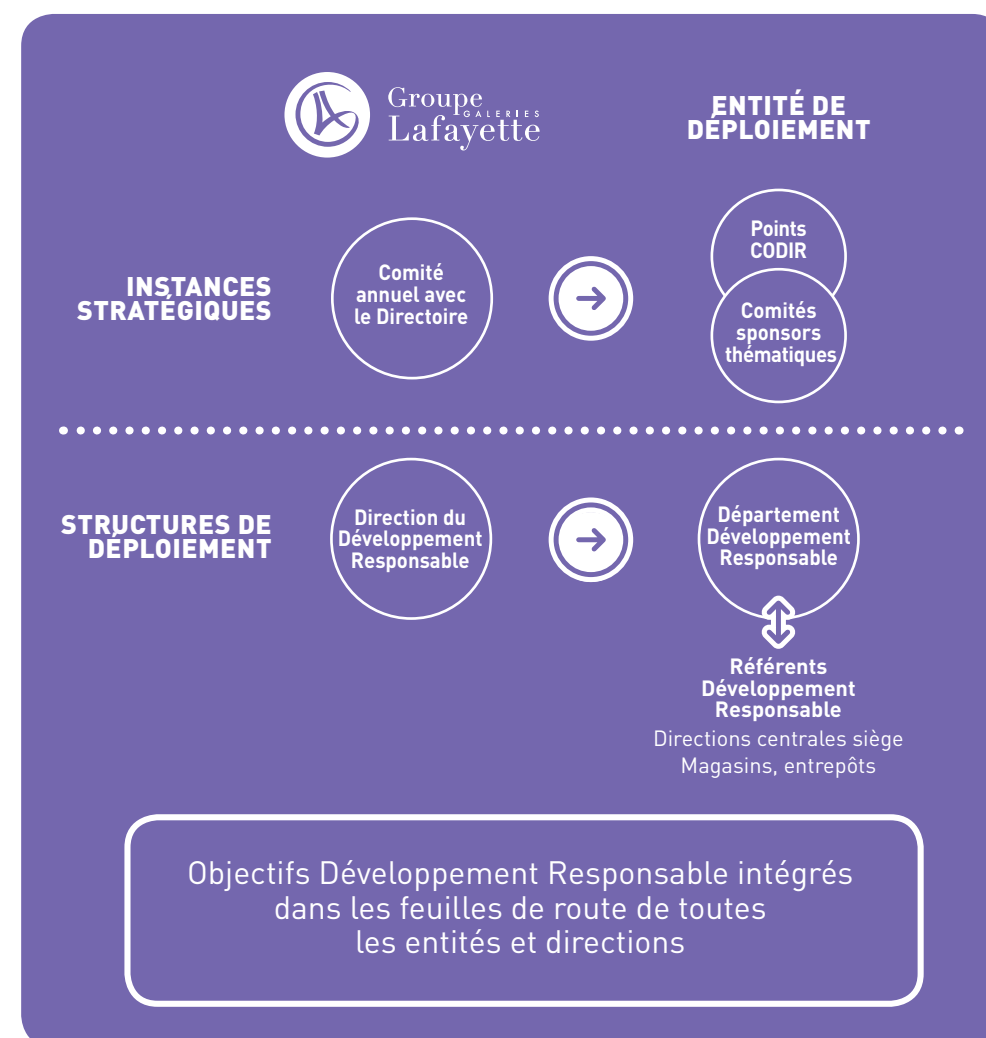 Groupe
GALERIES
Lafayette
ENTITÉ DE
DÉPLOIEMENT
INSTANCES
STRATÉGIQUES
Comité
annuel avec
le Directoire
Points
CODIR
Comités
sponsors
thématiques
STRUCTURES DE
DÉPLOIEMENT
Direction du
Développement
Responsable
Département
Développement
Responsable
Référents
Développement
Responsable
Directions centrales siège
Magasins, entrepôts
Objectifs Développement Responsable intégrés
dans les feuilles de route de toutes
les entités et directions